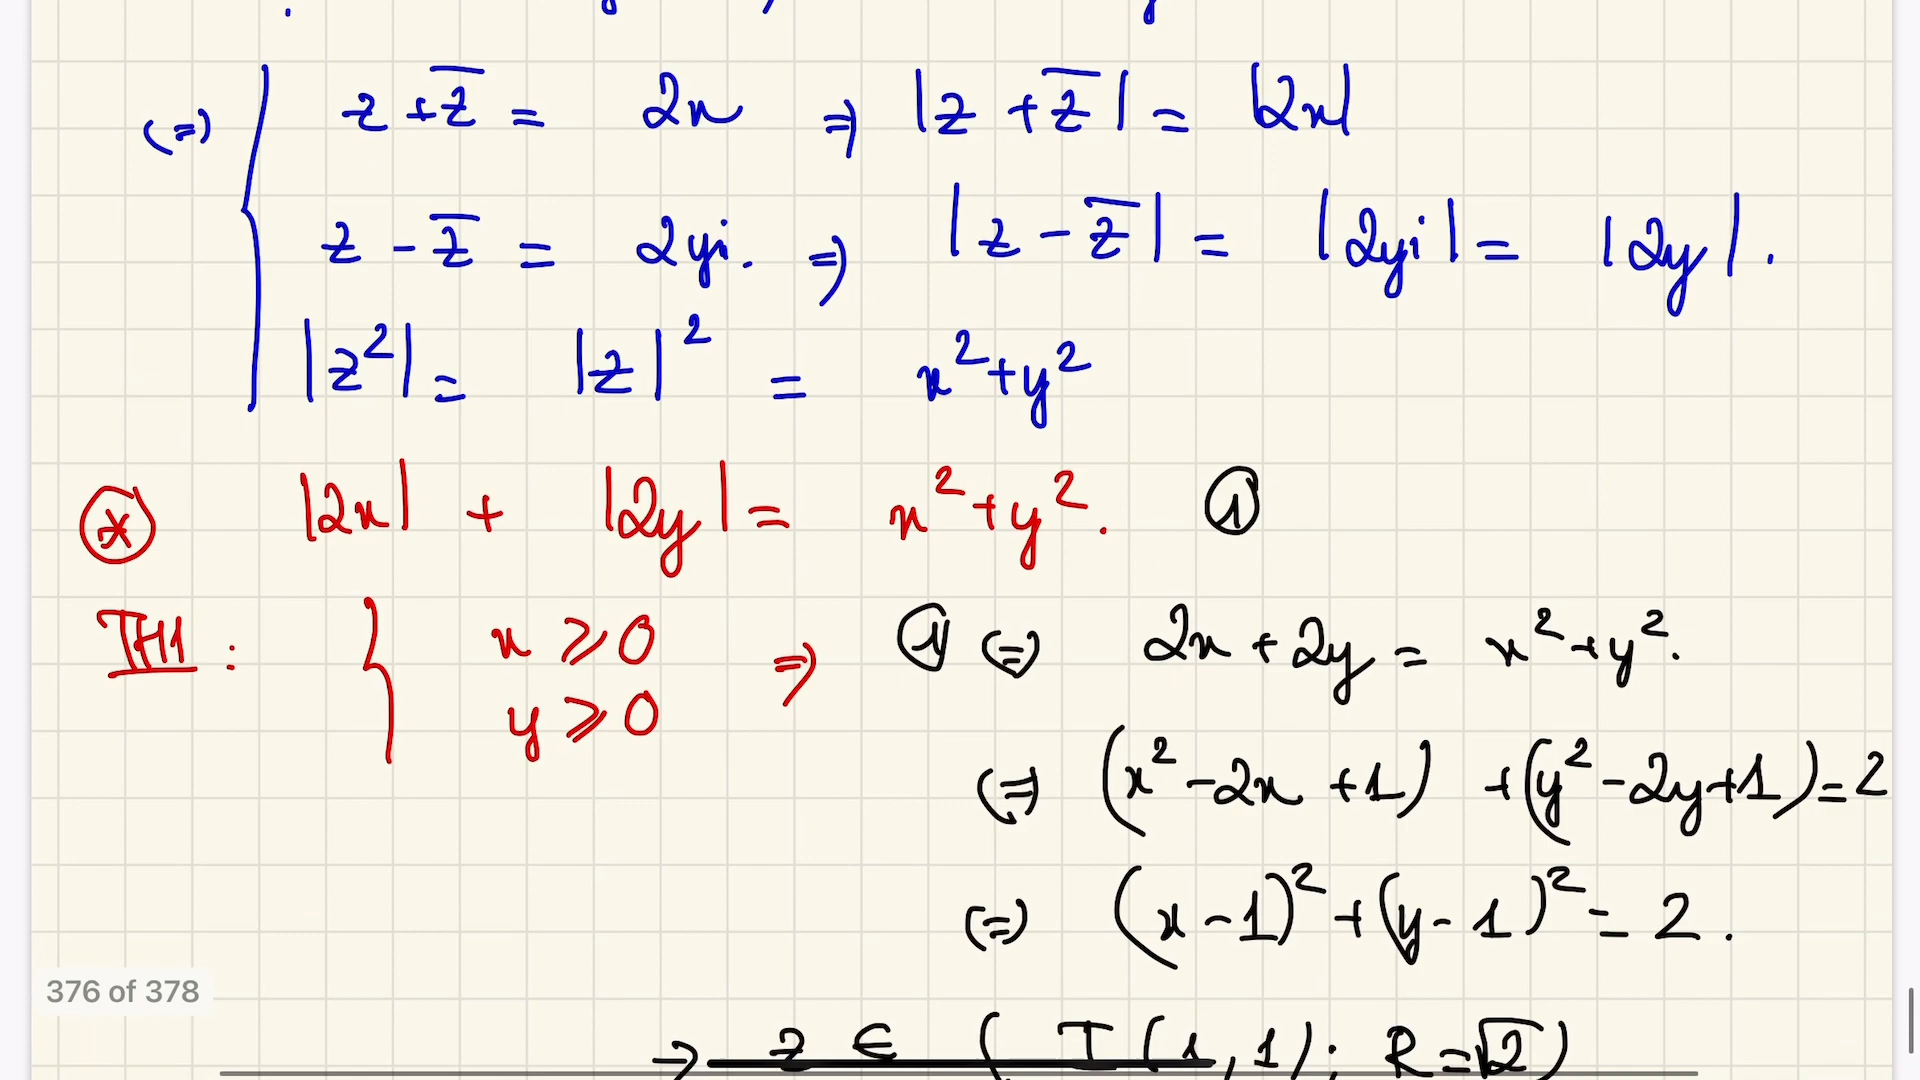 (=) z + z̅ = 2x => |z + z̅| = |2x|
z - z̅ = 2yi. => |z - z̅| = |2yi| = |2y|.
|z²| = |z|² = x²+y²
(*) |2x| + |2y| = x²+y². (1)
TH1 : { x ⩾ 0 => (1) (=) 2x + 2y = x²+y².
y ⩾ 0
(=) (x² - 2x + 1) + (y² - 2y + 1) = 2
(=) (x - 1)² + (y - 1)² = 2.
376 of 378
-> z ∈ ( I (1, 1); R = √2 )